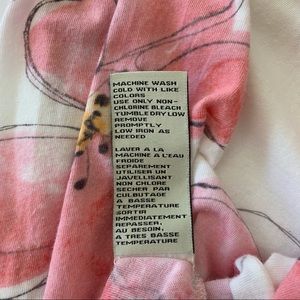 MACHINE WASH
COLD WITH LIKE
COLORS
USE ONLY NON-
CHLORINE BLEACH
TUMBLE DRY LOW
REMOVE
PROMPTLY
LOW IRON AS
NEEDED
LAVER A LA
MACHINE A L'EAU
FROIDE
SEPAREMENT
UTILISER UN
JAVELLISANT
NON CHLORE
SECHER PAR
CULBUTAGE
A BASSE
TEMPERATURE
SORTIR
IMMEDIATEMENT
REPASSER,
AU BESOIN,
A TRES BASSE
TEMPERATURE